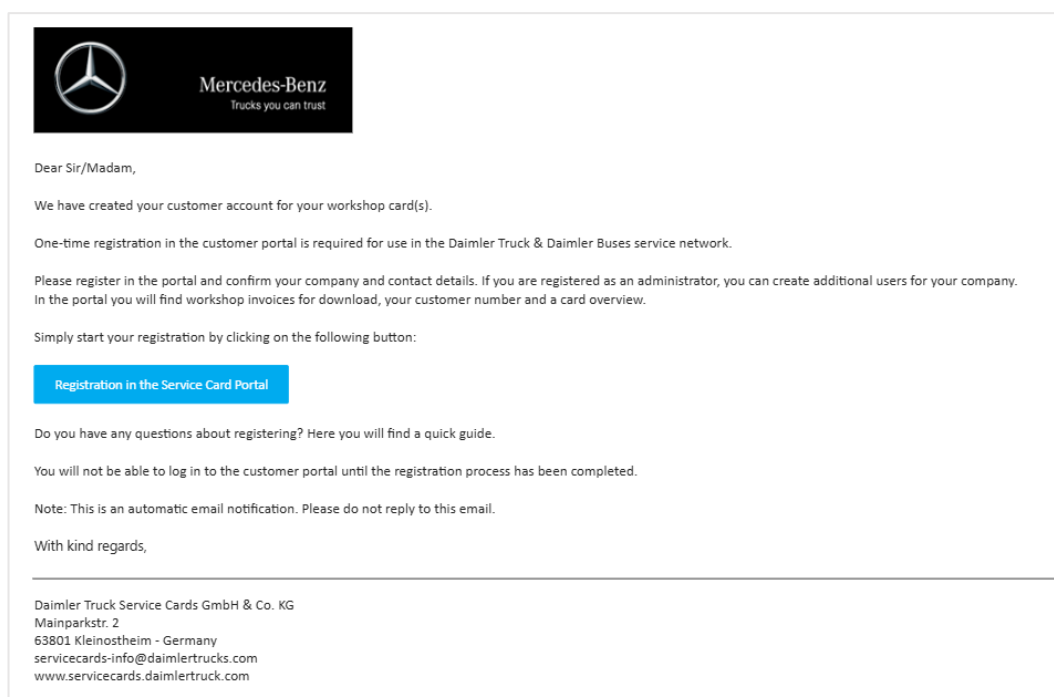 Mercedes-Benz
Trucks you can trust
Dear Sir/Madam,
We have created your customer account for your workshop card(s).
One-time registration in the customer portal is required for use in the Daimler Truck & Daimler Buses service network.
Please register in the portal and confirm your company and contact details. If you are registered as an administrator, you can create additional users for your company.
In the portal you will find workshop invoices for download, your customer number and a card overview.
Simply start your registration by clicking on the following button:
Registration in the Service Card Portal
Do you have any questions about registering? Here you will find a quick guide.
You will not be able to log in to the customer portal until the registration process has been completed.
Note: This is an automatic email notification. Please do not reply to this email.
With kind regards,
Daimler Truck Service Cards GmbH & Co. KG
Mainparkstr. 2
63801 Kleinostheim - Germany
servicecards-info@daimlertrucks.com
www.servicecards.daimlertruck.com